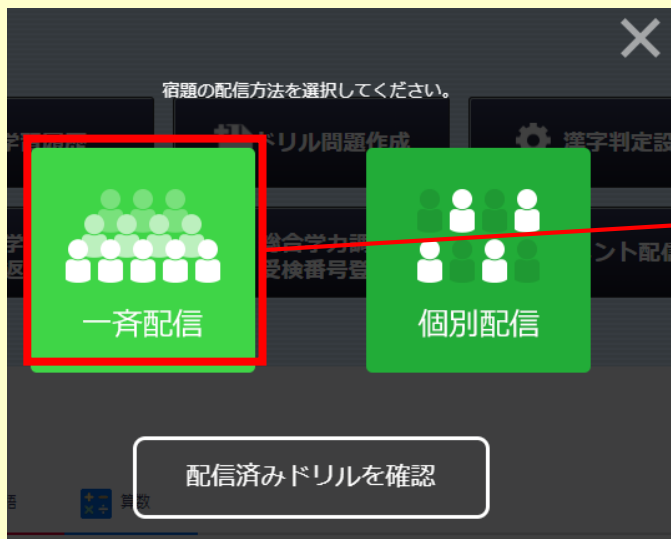 宿題の配信方法を選択してください。
ドリル問題作成
漢字判定設
総合学力調
受検番号登
ント配信
一斉配信
個別配信
配信済みドリルを確認
算数